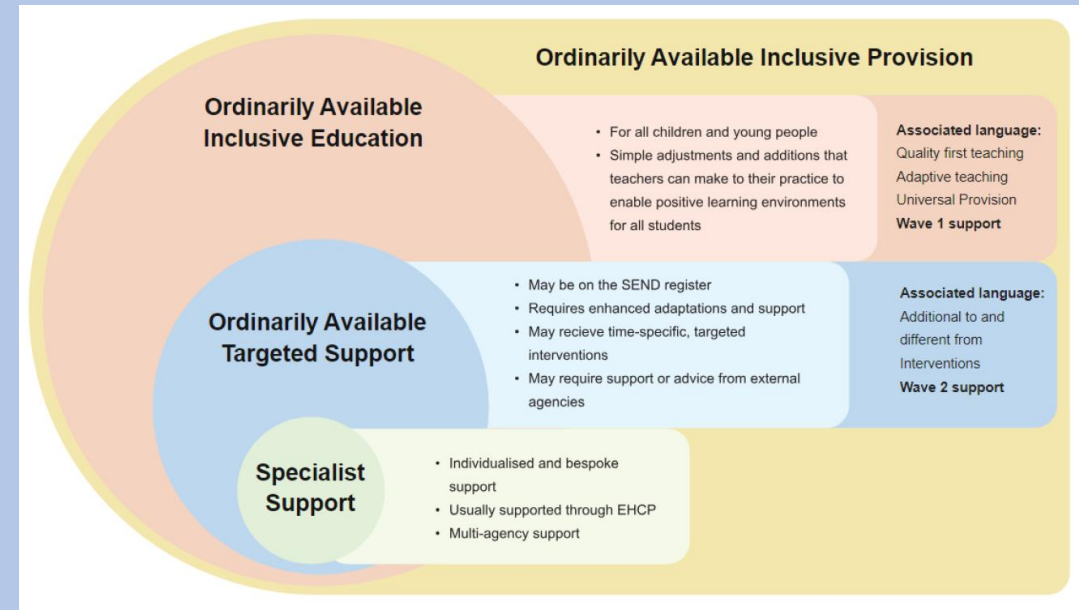 Ordinarily Available Inclusive Provision
Ordinarily Available
Inclusive Education
• For all children and young people
• Simple adjustments and additions that
teachers can make to their practice to
enable positive learning environments
for all students
Associated language:
Quality first teaching
Adaptive teaching
Universal Provision
Wave 1 support
Ordinarily Available
Targeted Support
• May be on the SEND register
• Requires enhanced adaptations and support
• May recieve time-specific, targeted
interventions
• May require support or advice from external
agencies
Associated language:
Additional to and
different from
Interventions
Wave 2 support
Specialist
Support
• Individualised and bespoke
support
• Usually supported through EHCP
• Multi-agency support